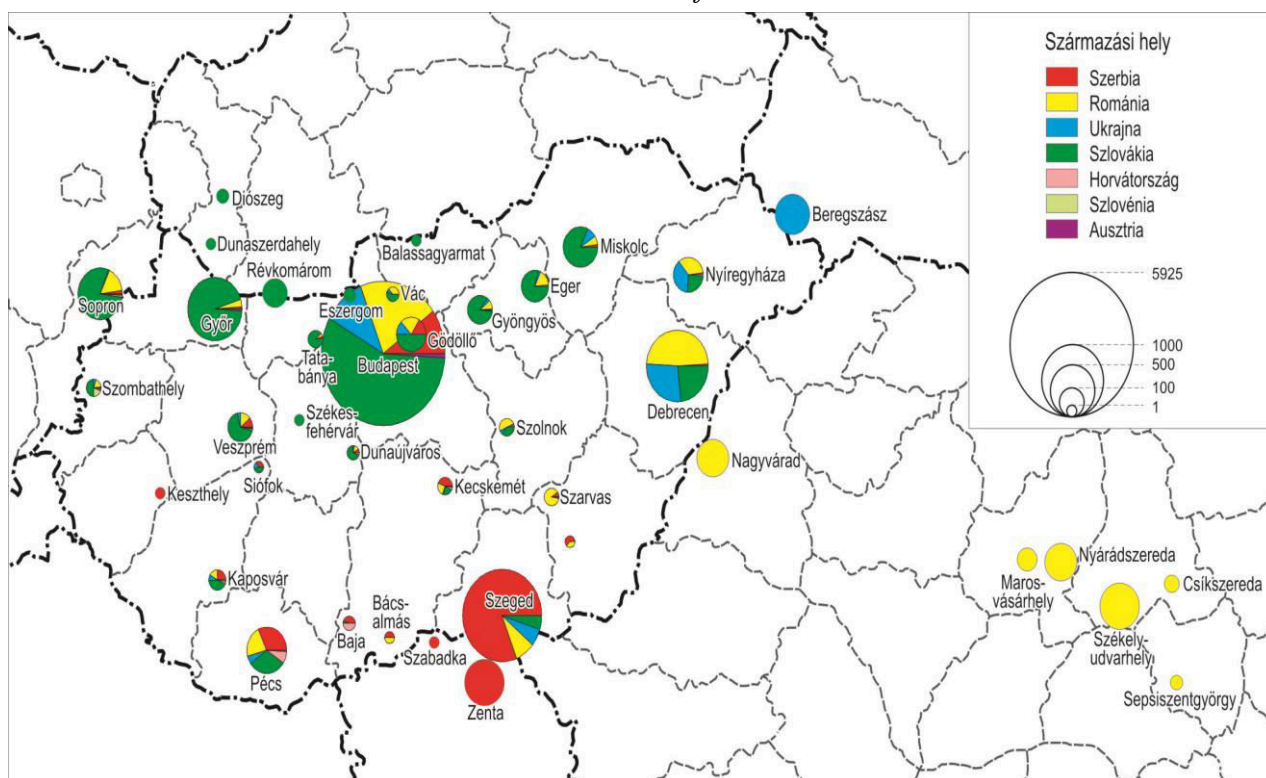 Származási hely
Szerbia
Románia
Ukrajna
Szlovákia
Horvátország
Szlovénia
Ausztria
5925
1000
500
100
1
Diószeg
Dunaszerdahely
Révkomárom
Balassagyarmat
Miskolc
Beregszász
Sopron
Győr
Eszergom
Vác
Eger
Nyíregyháza
Gyöngyös
Gödöllő
Tata-
bánya
Budapest
Debrecen
Szombathely
Székes-
fehérvár
Szolnok
Veszprém
Dunaújváros
Nagyvárad
Siófok
Keszthely
Kecskemét
Szarvas
Kaposvár
Maros-
vásárhely
Nyárádszereda
Csíkszereda
Székely-
udvarhely
Sepsiszentgyörgy
Szeged
Bács-
almás
Baja
Szabadka
Pécs
Zenta